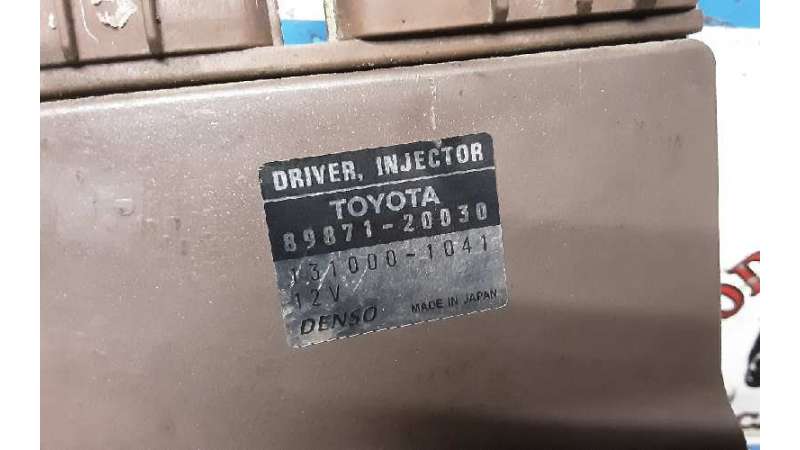 DRIVER, INJECTOR
TOYOTA
89871-20030
131000-1041
12V
DENSO MADE IN JAPAN